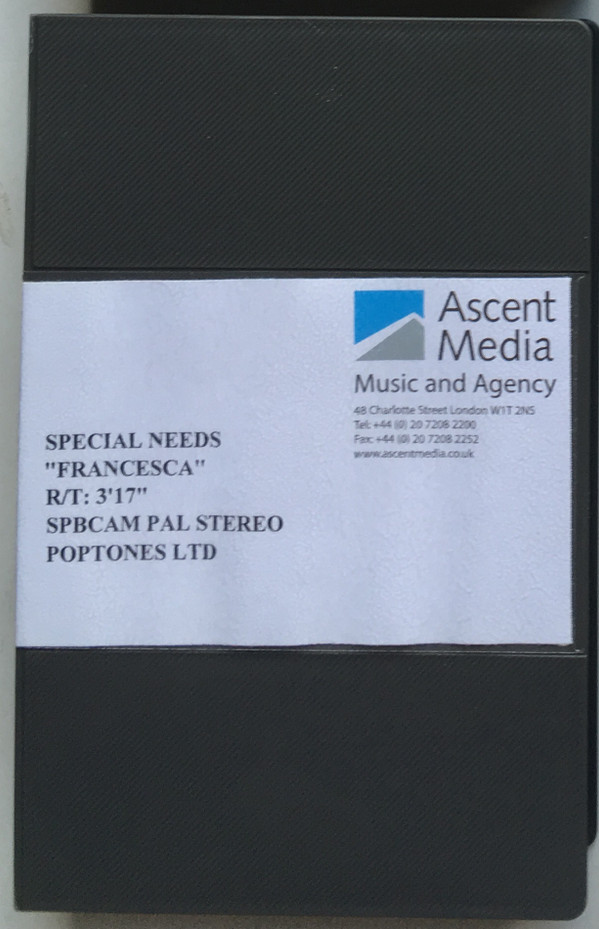 Ascent
Media
Music and Agency
48 Charlotte Street London W1T 2NS
Tel: +44 (0) 20 7208 2200
Fax: +44 (0) 20 7208 2252
www.ascentmedia.co.uk
SPECIAL NEEDS
"FRANCESCA"
R/T: 3'17"
SPBCAM PAL STEREO
POPTONES LTD